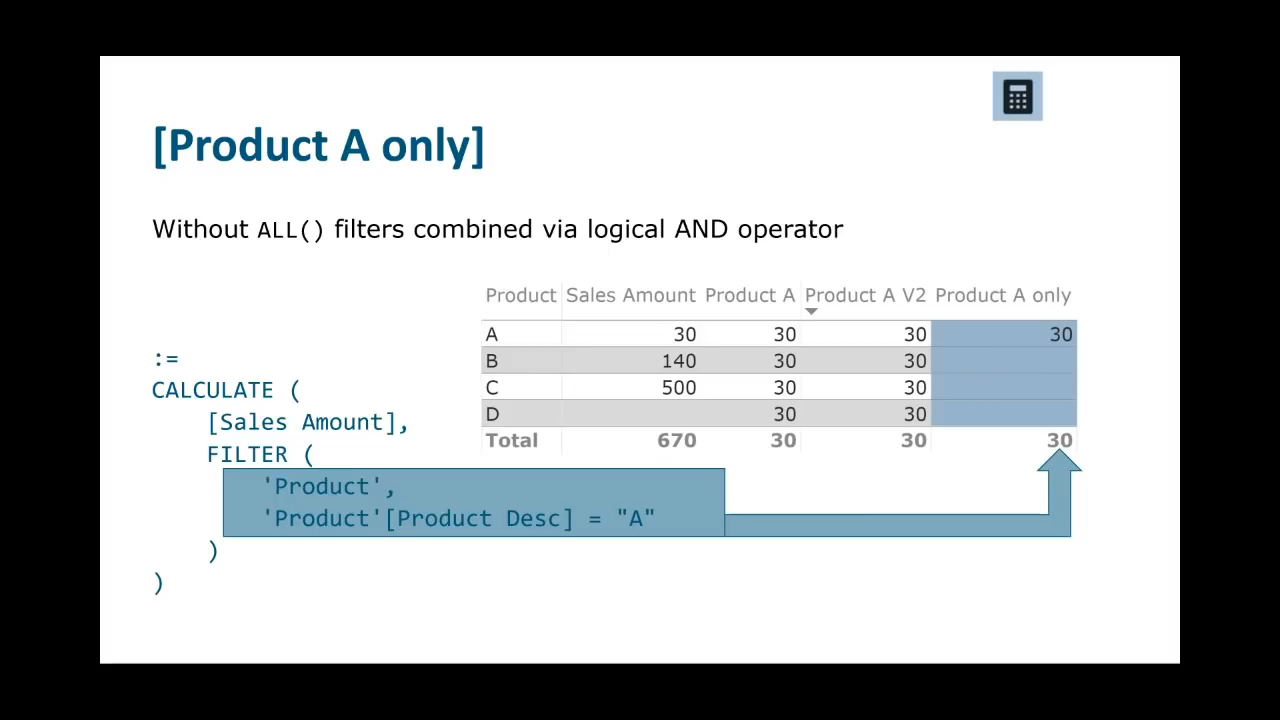 [Product A only]
Without ALL() filters combined via logical AND operator
Product Sales Amount Product A Product A V2 Product A only
A 30 30 30 30
B 140 30 30
C 500 30 30
D 30 30
Total 670 30 30 30
:=
CALCULATE (
[Sales Amount],
FILTER (
'Product',
'Product'[Product Desc] = "A"
)
)